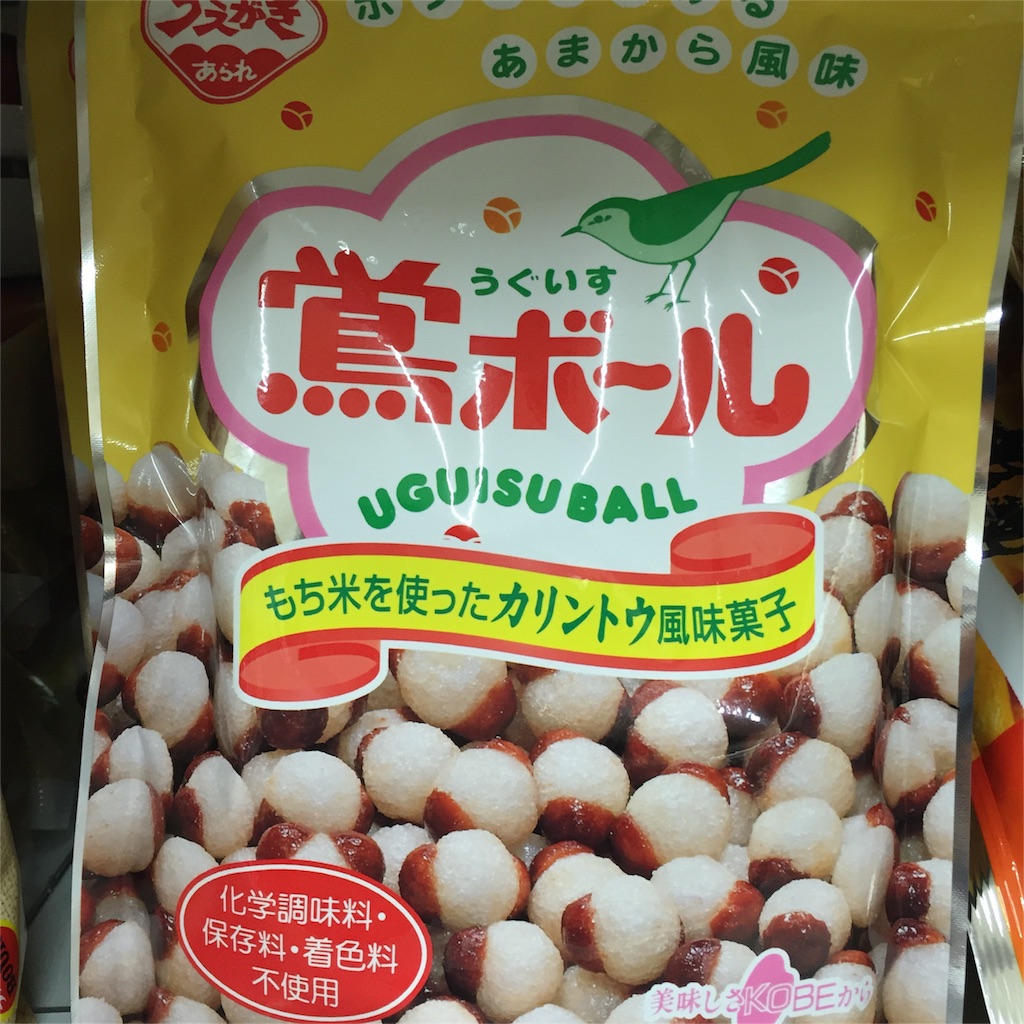 うえがき
あられ
あまから風味
うぐいす
鴬ボール
UGUISU BALL
もち米を使ったカリントウ風味菓子
化学調味料・
保存料・着色料
不使用
美味しさKOBEから